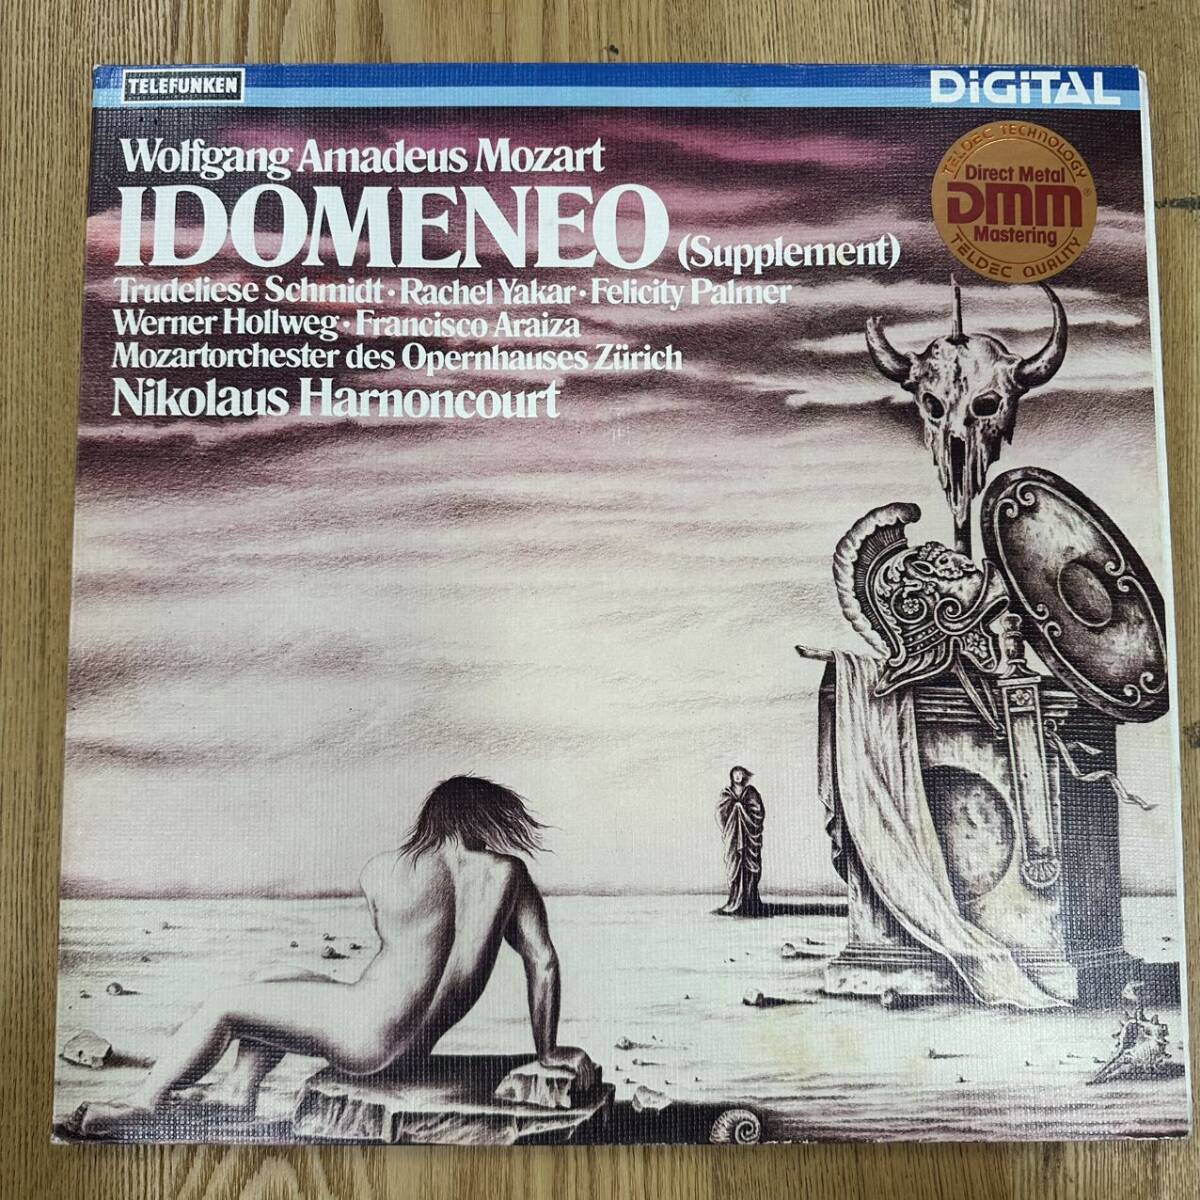 TELEFUNKEN
DiGiTAL
Wolfgang Amadeus Mozart
IDOMENEO (Supplement)
Trudeliese Schmidt · Rachel Yakar · Felicity Palmer
Werner Hollweg · Francisco Araiza
Mozartorchester des Opernhauses Zürich
Nikolaus Harnoncourt
TELDEC TECHNOLOGY
Direct Metal
DMM®
Mastering
TELDEC QUALITY